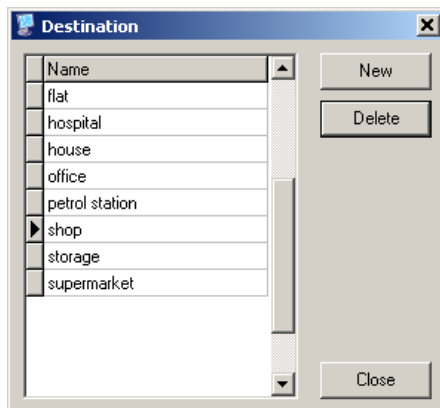 Destination
Name
flat
hospital
house
office
petrol station
shop
storage
supermarket
New
Delete
Close